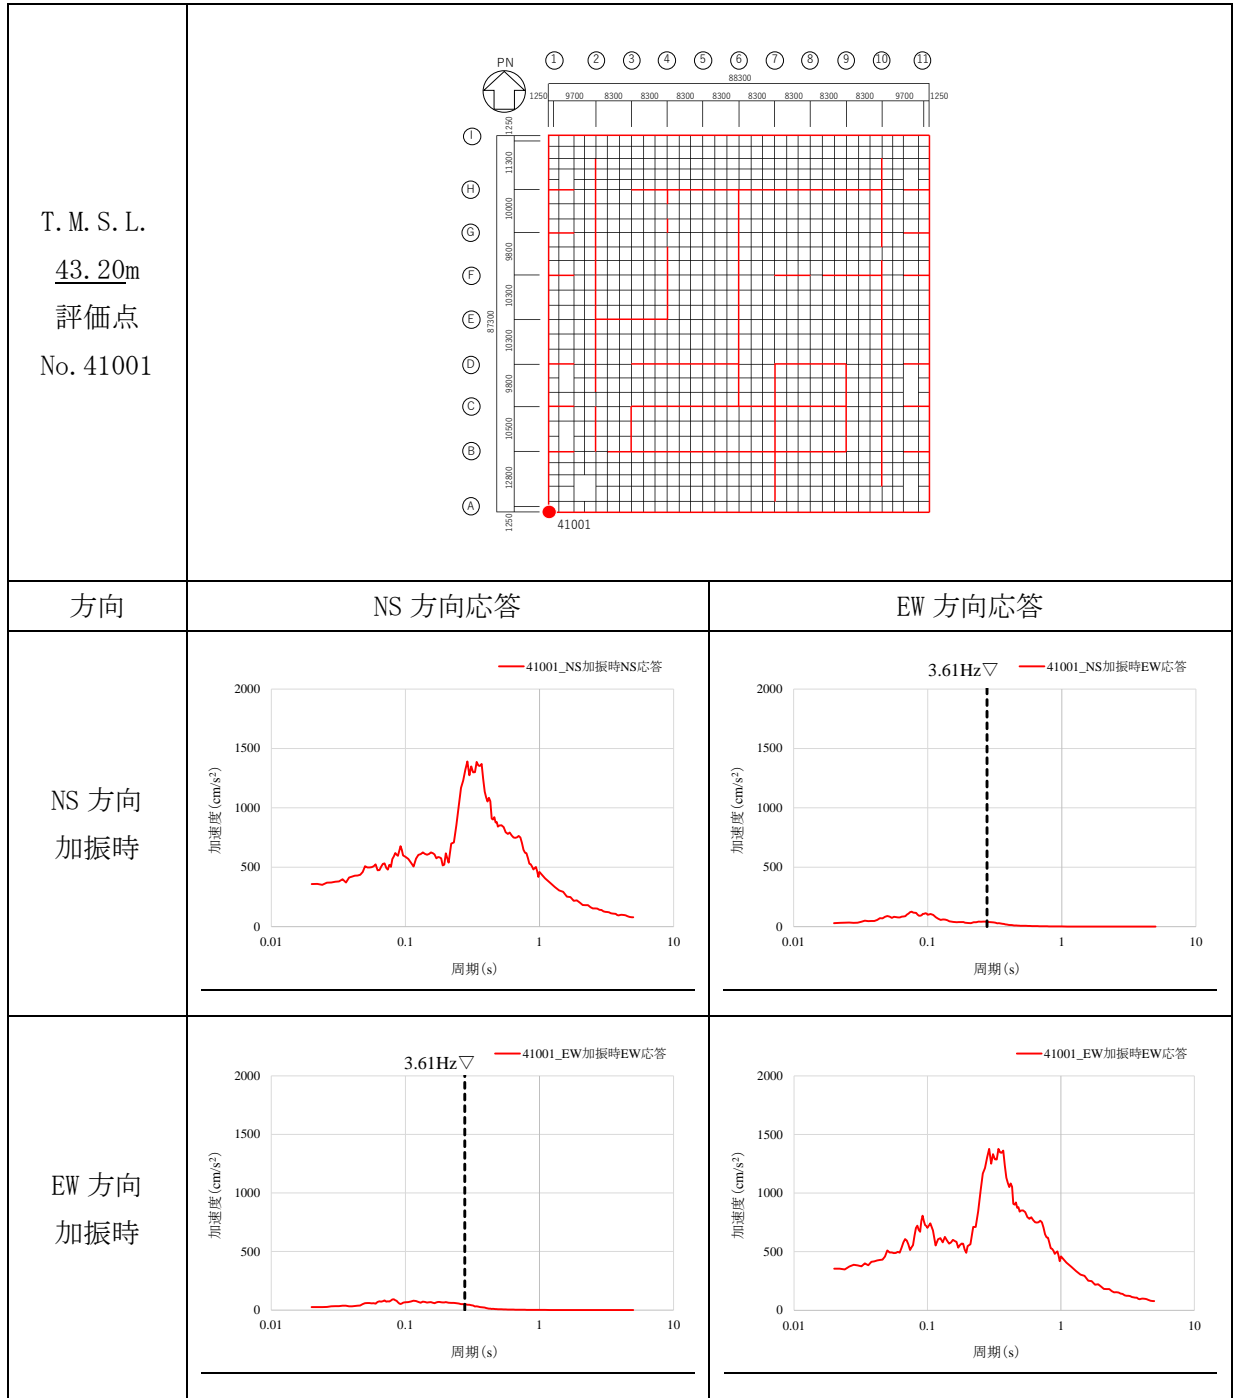 T.M.S.L.
43.20m
評価点
No.41001
PN
1 2 3 4 5 6 7 8 9 10 11
88300
1250 9700 8300 8300 8300 8300 8300 8300 8300 8300 9700 1250
I
H
G
F
E
D
C
B
A
1250
11300
10000
9800
10300
10300
9800
10500
12800
1250
87300
41001
方向
NS 方向応答
EW 方向応答
NS 方向
加振時
41001_NS加振時NS応答
加速度(cm/s²)
2000
1500
1000
500
0
0.01 0.1 1 10
周期(s)
3.61Hz▽
41001_NS加振時EW応答
加速度(cm/s²)
2000
1500
1000
500
0
0.01 0.1 1 10
周期(s)
EW 方向
加振時
3.61Hz▽
41001_EW加振時EW応答
加速度(cm/s²)
2000
1500
1000
500
0
0.01 0.1 1 10
周期(s)
41001_EW加振時EW応答
加速度(cm/s²)
2000
1500
1000
500
0
0.01 0.1 1 10
周期(s)